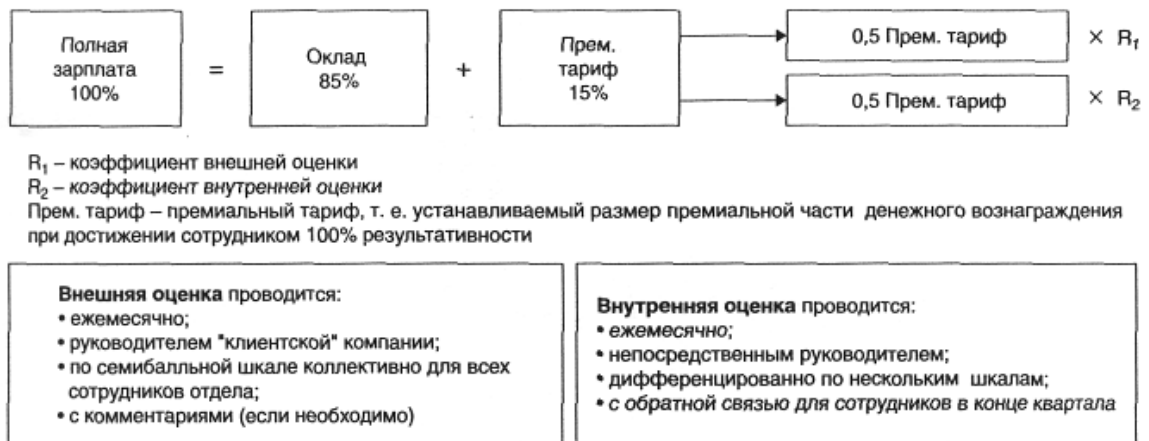 Полная
зарплата
100%
=
Оклад
85%
+
Прем.
тариф
15%
0,5 Прем. тариф
× R₁
0,5 Прем. тариф
× R₂
R₁ – коэффициент внешней оценки
R₂ – коэффициент внутренней оценки
Прем. тариф – премиальный тариф, т. е. устанавливаемый размер премиальной части денежного вознаграждения
при достижении сотрудником 100% результативности
Внешняя оценка проводится:
• ежемесячно;
• руководителем "клиентской" компании;
• по семибалльной шкале коллективно для всех
сотрудников отдела;
• с комментариями (если необходимо)
Внутренняя оценка проводится:
• ежемесячно;
• непосредственным руководителем;
• дифференцированно по нескольким шкалам;
• с обратной связью для сотрудников в конце квартала